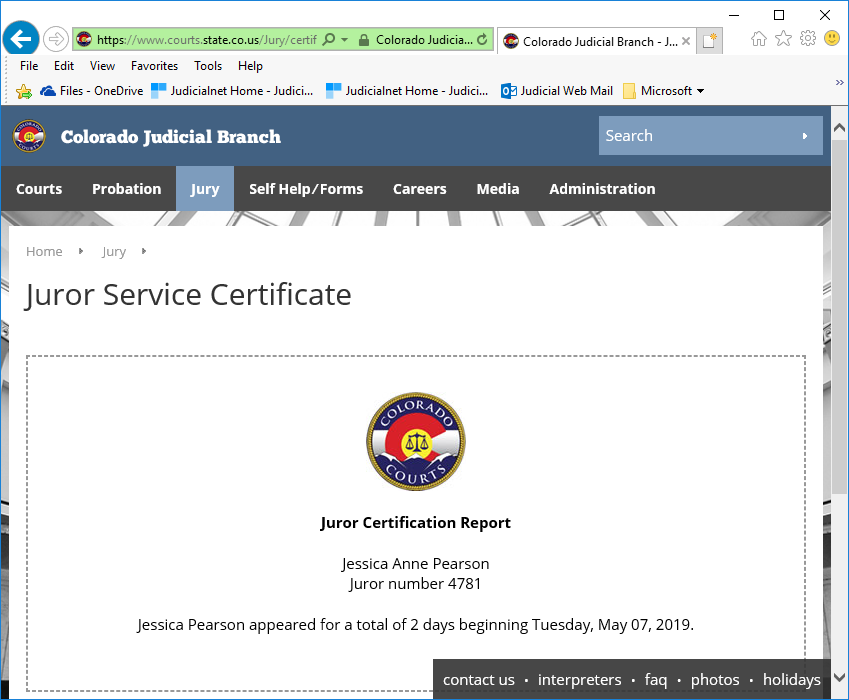 https://www.courts.state.co.us/Jury/certif
Colorado Judicia...
Colorado Judicial Branch - J...
File Edit View Favorites Tools Help
Files - OneDrive Judicialnet Home - Judici... Judicialnet Home - Judici... Judicial Web Mail Microsoft
Colorado Judicial Branch
Search
Courts Probation Jury Self Help/Forms Careers Media Administration
Home Jury
Juror Service Certificate
COLORADO
COURTS
Juror Certification Report
Jessica Anne Pearson
Juror number 4781
Jessica Pearson appeared for a total of 2 days beginning Tuesday, May 07, 2019.
contact us • interpreters • faq • photos • holidays